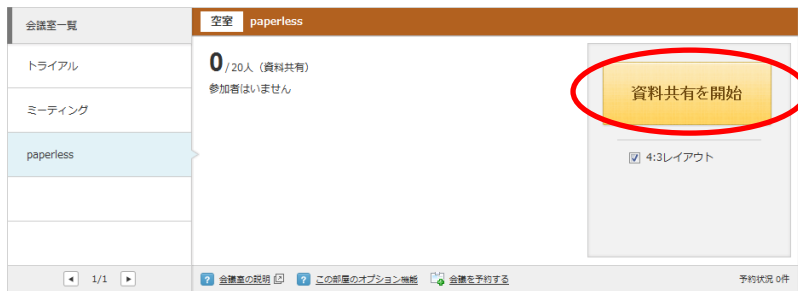 会議室一覧
空室 paperless
トライアル
0/20人（資料共有）
参加者はいません
資料共有を開始
ミーティング
paperless
4:3レイアウト
1/1
? 会議室の説明 ? この部屋のオプション機能 会議を予約する 予約状況 0件